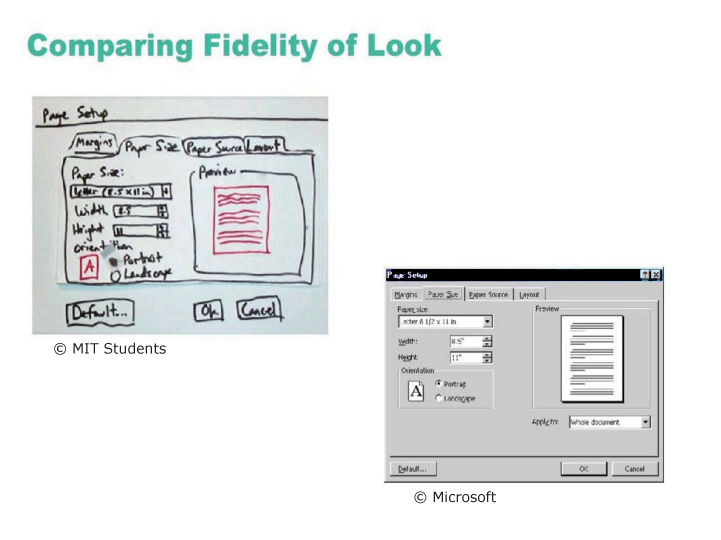 Comparing Fidelity of Look
Page Setup
Margins Paper Size Paper Source Layout
Paper Size: Preview
Letter (8.5 x 11 in)
Width 8.5
Height 11
orientation
A Portrait
Landscape
Default... Ok Cancel
© MIT Students
Page Setup ? X
Margins Paper Size Paper Source Layout
Paper size: Preview
Letter 8 1/2 x 11 in
Width: 8.5"
Height: 11"
Orientation
A Portrait
Landscape
Apply to: Whole document
Default... OK Cancel
© Microsoft